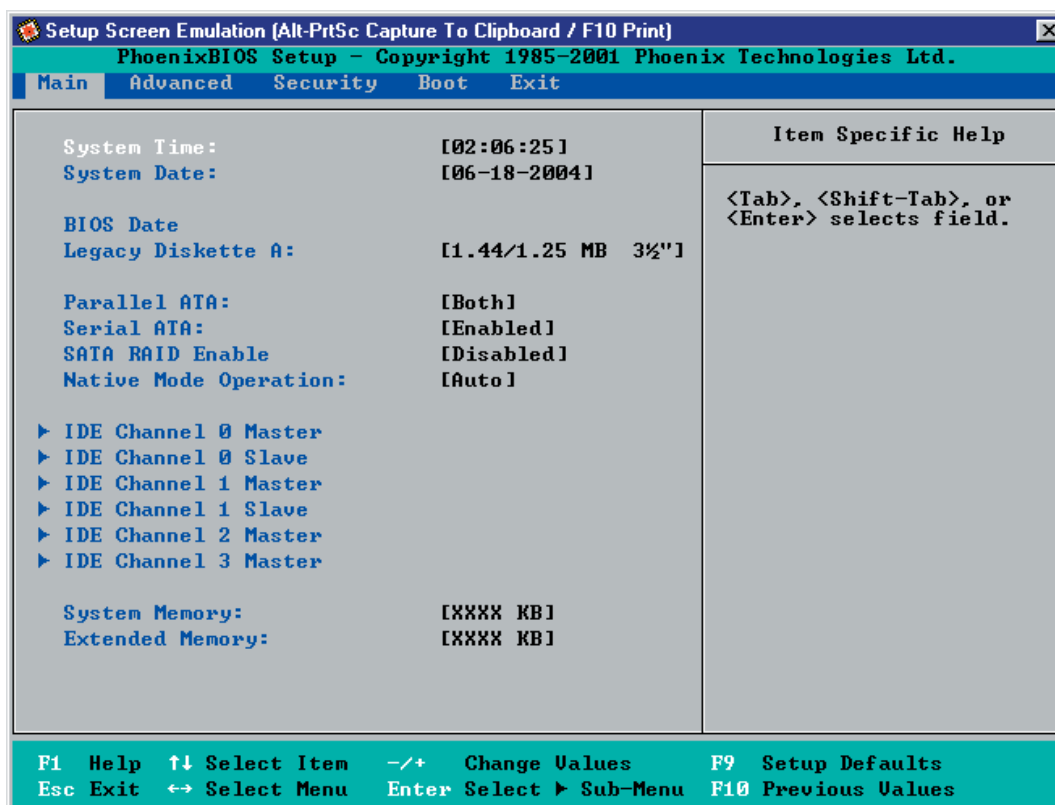 Setup Screen Emulation (Alt-PrtSc Capture To Clipboard / F10 Print)
PhoenixBIOS Setup - Copyright 1985-2001 Phoenix Technologies Ltd.
Main Advanced Security Boot Exit
Item Specific Help
System Time: [02:06:25]
System Date: [06-18-2004]
<Tab>, <Shift-Tab>, or
<Enter> selects field.
BIOS Date
Legacy Diskette A: [1.44/1.25 MB 3½"]
Parallel ATA: [Both]
Serial ATA: [Enabled]
SATA RAID Enable [Disabled]
Native Mode Operation: [Auto]
▶ IDE Channel 0 Master
▶ IDE Channel 0 Slave
▶ IDE Channel 1 Master
▶ IDE Channel 1 Slave
▶ IDE Channel 2 Master
▶ IDE Channel 3 Master
System Memory: [XXXX KB]
Extended Memory: [XXXX KB]
F1 Help ↑↓ Select Item -/+ Change Values F9 Setup Defaults
Esc Exit ↔ Select Menu Enter Select ▶ Sub-Menu F10 Previous Values